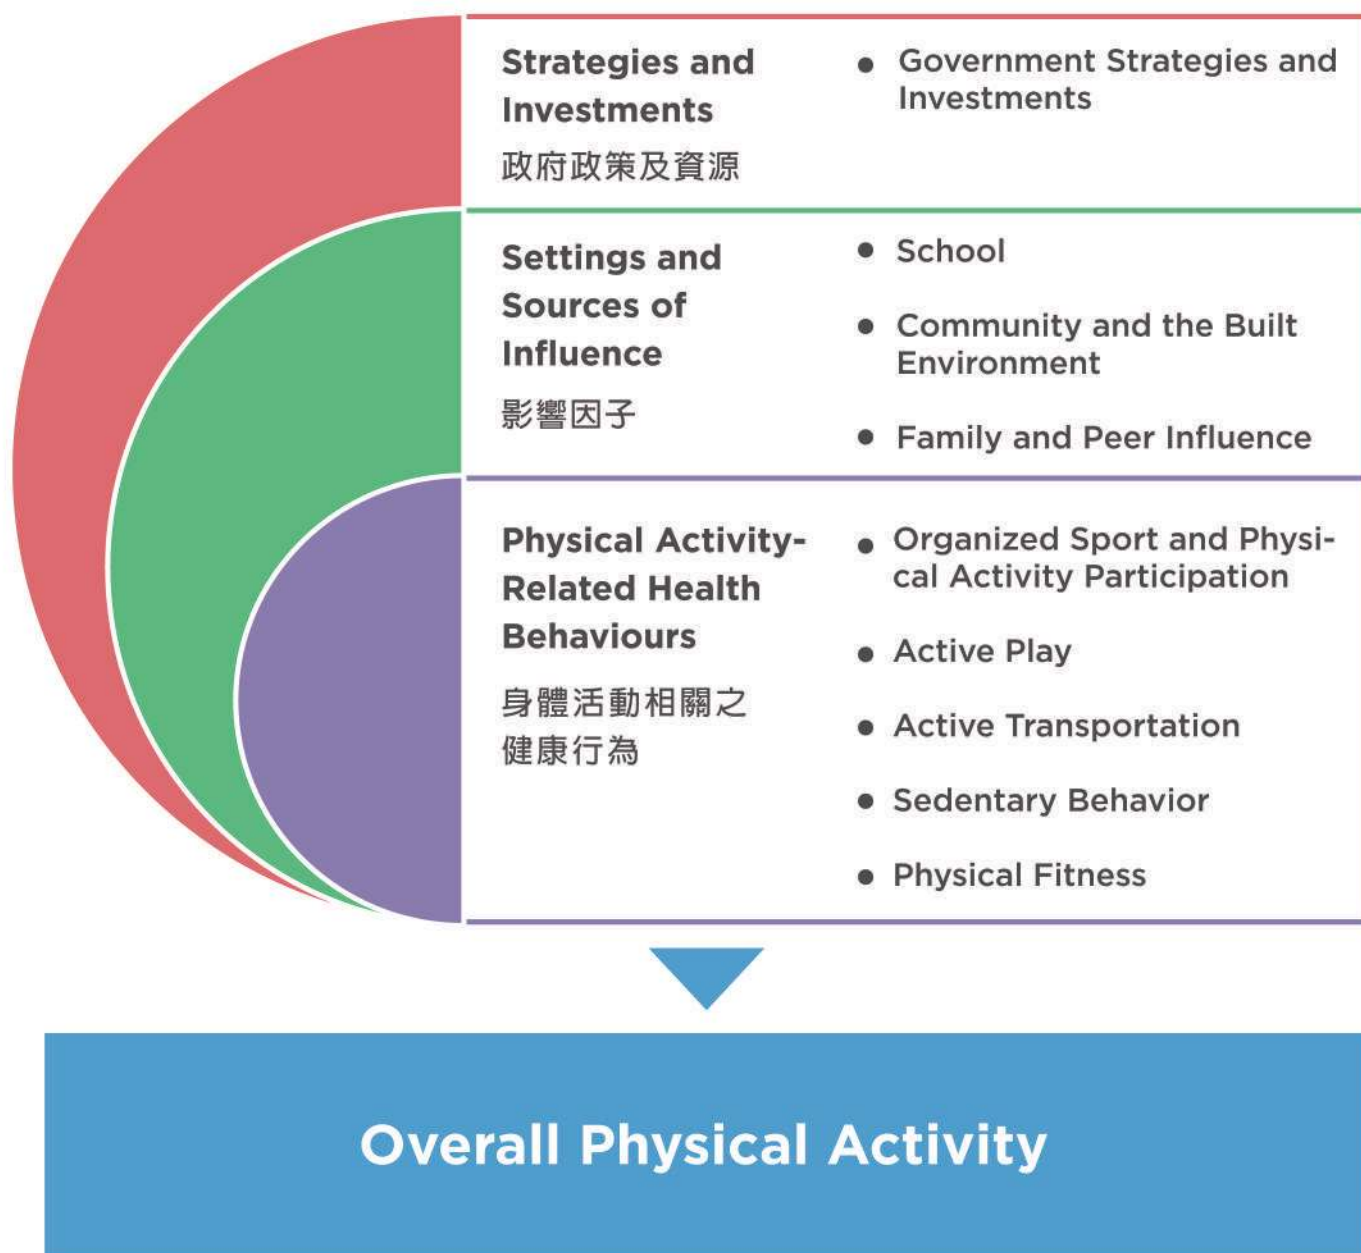 Strategies and
Investments
政府政策及資源
• Government Strategies and
Investments
Settings and
Sources of
Influence
影響因子
• School
• Community and the Built
Environment
• Family and Peer Influence
Physical Activity-
Related Health
Behaviours
身體活動相關之
健康行為
• Organized Sport and Physi-
cal Activity Participation
• Active Play
• Active Transportation
• Sedentary Behavior
• Physical Fitness
Overall Physical Activity